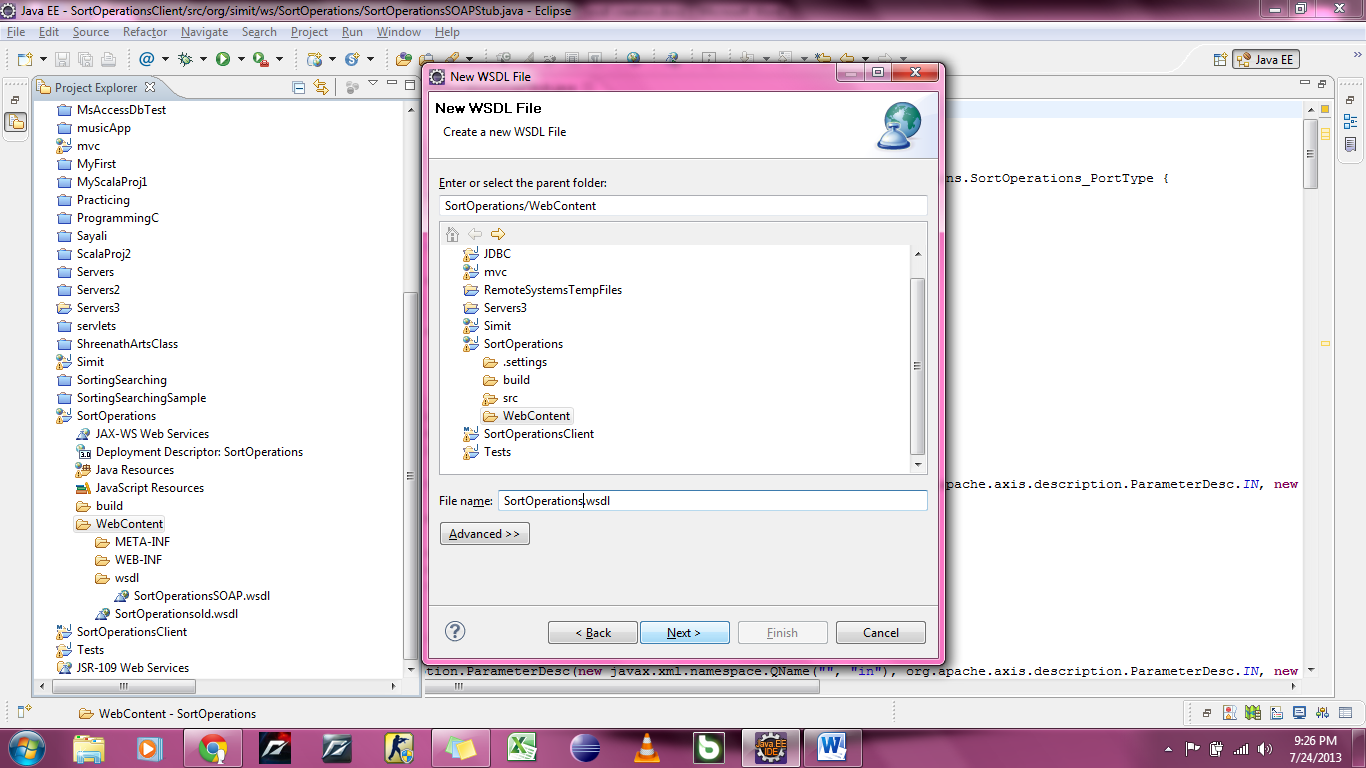 Java EE - SortOperationsClient/src/org/simit/ws/SortOperations/SortOperationsSOAPStub.java - Eclipse
File Edit Source Refactor Navigate Search Project Run Window Help
Java EE
Project Explorer
MsAccessDbTest
musicApp
mvc
MyFirst
MyScalaProj1
Practicing
ProgrammingC
Sayali
ScalaProj2
Servers
Servers2
Servers3
servlets
ShreenathArtsClass
Simit
SortingSearching
SortingSearchingSample
SortOperations
JAX-WS Web Services
3.0 Deployment Descriptor: SortOperations
Java Resources
JavaScript Resources
build
WebContent
META-INF
WEB-INF
wsdl
SortOperationsSOAP.wsdl
SortOperationsold.wsdl
SortOperationsClient
Tests
JSR-109 Web Services
New WSDL File
New WSDL File
Create a new WSDL File
Enter or select the parent folder:
SortOperations/WebContent
JDBC
mvc
RemoteSystemsTempFiles
Servers3
Simit
SortOperations
.settings
build
src
WebContent
SortOperationsClient
Tests
File name: SortOperations.wsdl
Advanced >>
? < Back Next > Finish Cancel
ns.SortOperations_PortType {
pache.axis.description.ParameterDesc.IN, new
tion.ParameterDesc(new javax.xml.namespace.QName("", "in"), org.apache.axis.description.ParameterDesc.IN, new
WebContent - SortOperations
Java EE
IDE
9:26 PM
7/24/2013